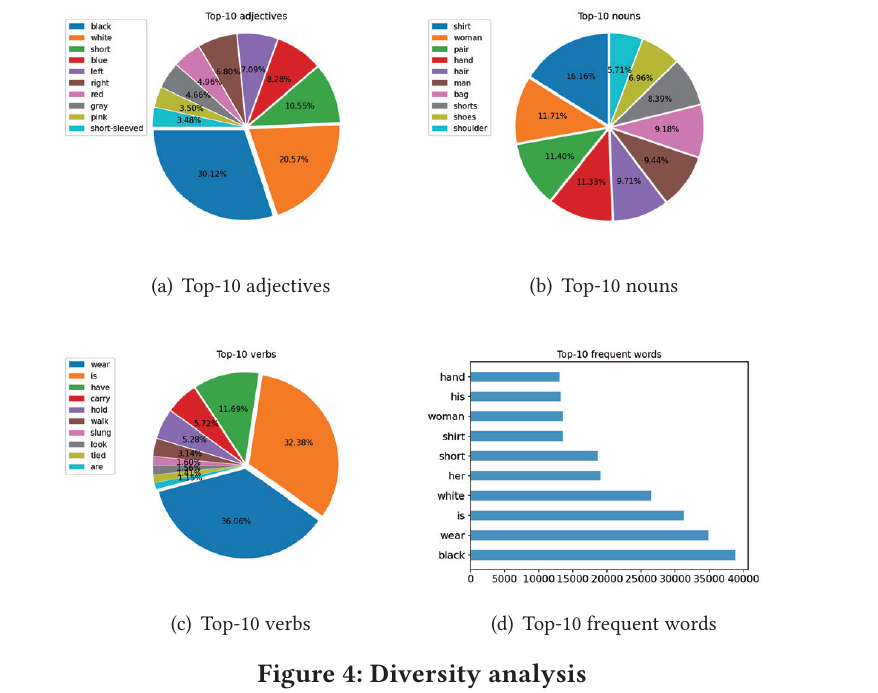 Top-10 adjectives
black
white
short
blue
left
right
red
gray
pink
short-sleeved
6.80%
7.09%
8.28%
4.96%
4.66%
3.50%
3.48%
10.55%
30.12%
20.57%
(a) Top-10 adjectives
Top-10 nouns
shirt
woman
pair
hand
hair
man
bag
shorts
shoes
shoulder
5.71%
6.96%
16.16%
8.39%
11.71%
9.18%
11.40%
9.44%
11.33%
9.71%
(b) Top-10 nouns
Top-10 verbs
wear
is
have
carry
hold
walk
slung
look
tied
are
11.69%
5.72%
32.38%
5.28%
3.14%
1.60%
1.15%
36.06%
(c) Top-10 verbs
Top-10 frequent words
hand
his
woman
shirt
short
her
white
is
wear
black
0 5000 10000 15000 20000 25000 30000 35000 40000
(d) Top-10 frequent words
Figure 4: Diversity analysis